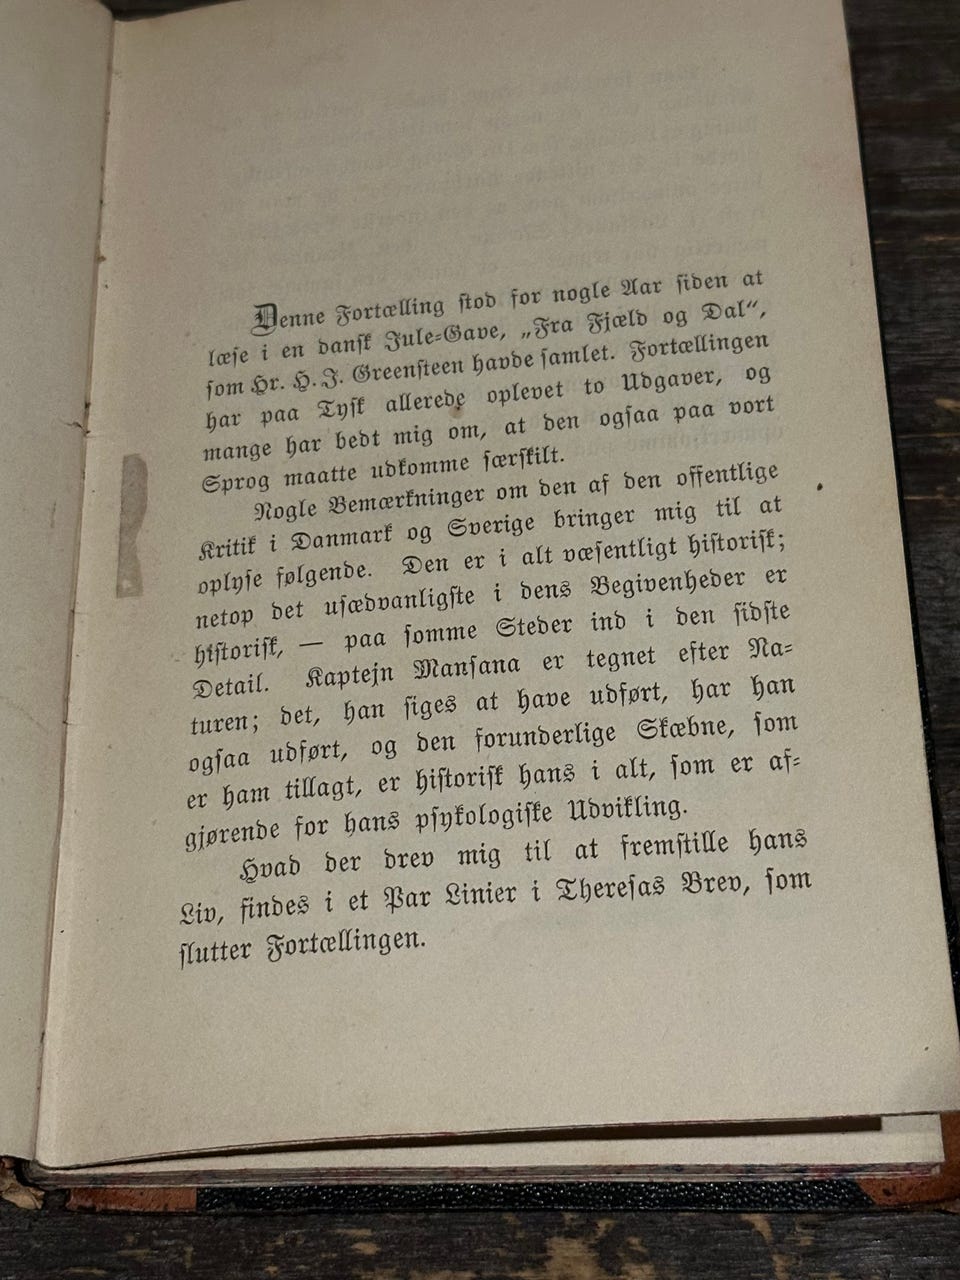 Denne Fortælling stod for nogle Aar siden at
læse i en dansk Jule-Gave, „Fra Fjæld og Dal“,
som Hr. H. J. Greensteen havde samlet. Fortællingen
har paa Tysk allerede oplevet to Udgaver, og
mange har bedt mig om, at den ogsaa paa vort
Sprog maatte udkomme særskilt.
Nogle Bemærkninger om den af den offentlige
Kritik i Danmark og Sverige bringer mig til at
oplyse følgende. Den er i alt væsentligt historisk;
netop det usædvanligste i dens Begivenheder er
historisk, — paa somme Steder ind i den sidste
Detail. Kaptejn Mansana er tegnet efter Na-
turen; det, han siges at have udført, har han
ogsaa udført, og den forunderlige Skæbne, som
er ham tillagt, er historisk hans i alt, som er af-
gjørende for hans psykologiske Udvikling.
Hvad der drev mig til at fremstille hans
Liv, findes i et Par Linier i Theresas Brev, som
slutter Fortællingen.